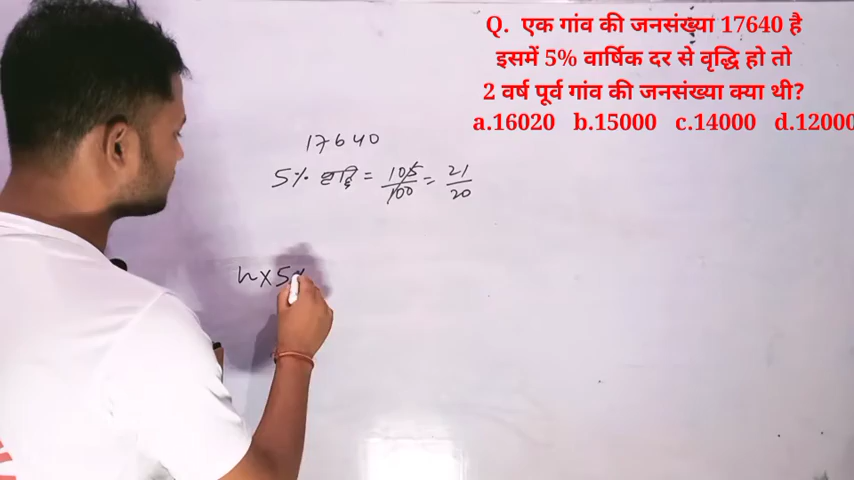 Q. एक गांव की जनसंख्या 17640 है
इसमें 5% वार्षिक दर से वृद्धि हो तो
2 वर्ष पूर्व गांव की जनसंख्या क्या थी?
a.16020 b.15000 c.14000 d.12000
17640
5% वृद्धि = 105/100 = 21/20
n x 5